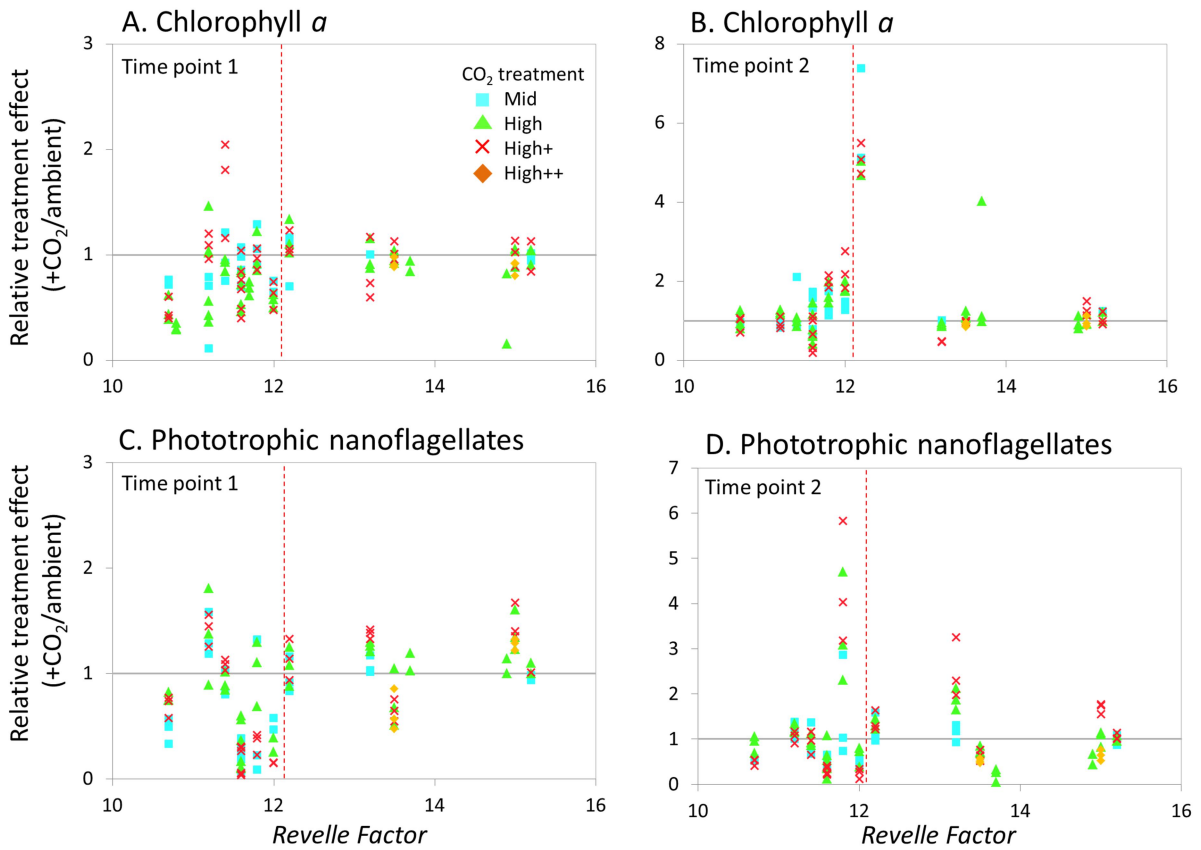 A. Chlorophyll a
Relative treatment effect
(+CO₂/ambient)
3
2
1
0
Time point 1
CO₂ treatment
Mid
High
High+
High++
10 12 14 16
B. Chlorophyll a
8
6
4
2
0
Time point 2
10 12 14 16
C. Phototrophic nanoflagellates
Relative treatment effect
(+CO₂/ambient)
3
2
1
0
Time point 1
10 12 14 16
Revelle Factor
D. Phototrophic nanoflagellates
7
6
5
4
3
2
1
0
Time point 2
10 12 14 16
Revelle Factor